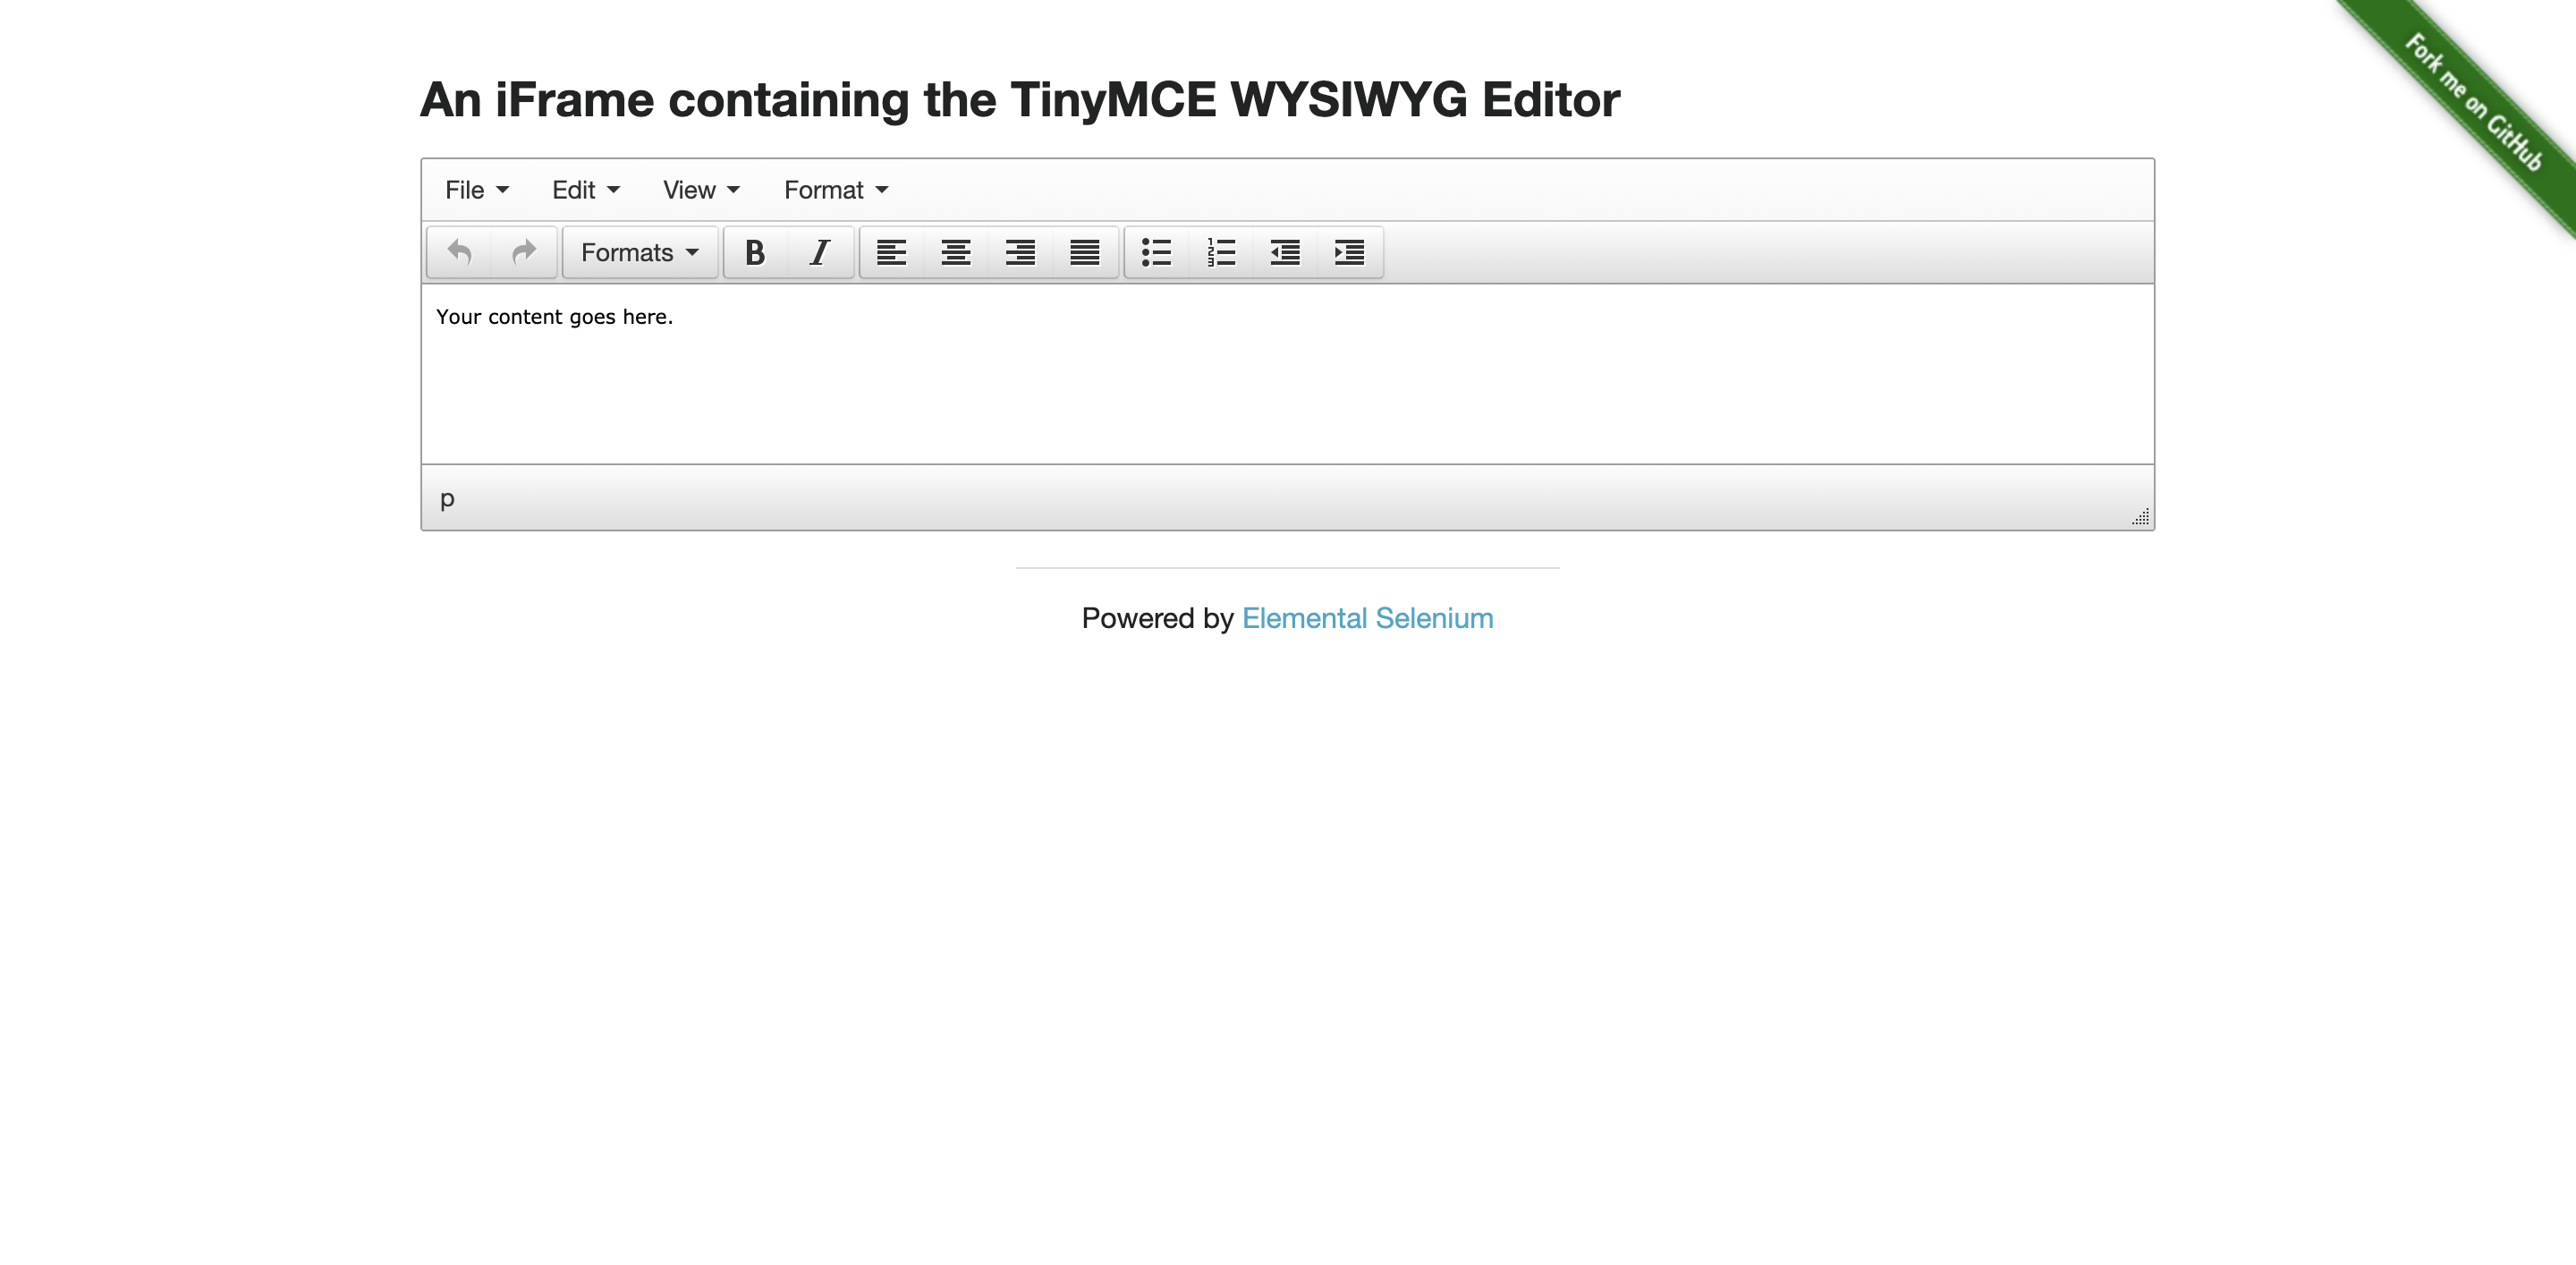 Fork me on GitHub
An iFrame containing the TinyMCE WYSIWYG Editor
File Edit View Format
Formats B I
Your content goes here.
p
Powered by Elemental Selenium